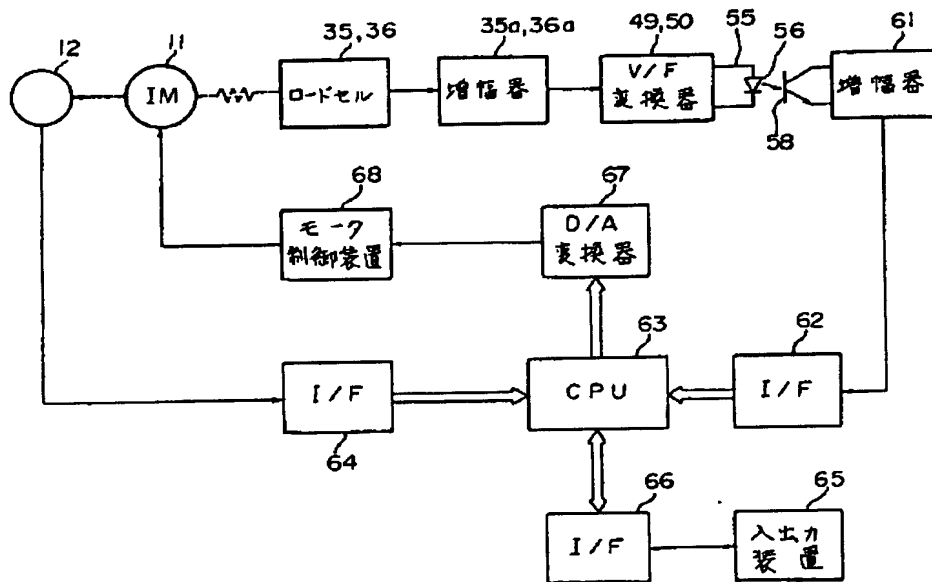 12
11
35, 36
35a, 36a
49, 50
55
56
61
IM
ロードセル
増幅器
V/F
変換器
増幅器
58
68
67
モータ
制御装置
D/A
変換器
63
62
I/F
CPU
I/F
64
66
65
I/F
入出力
装置